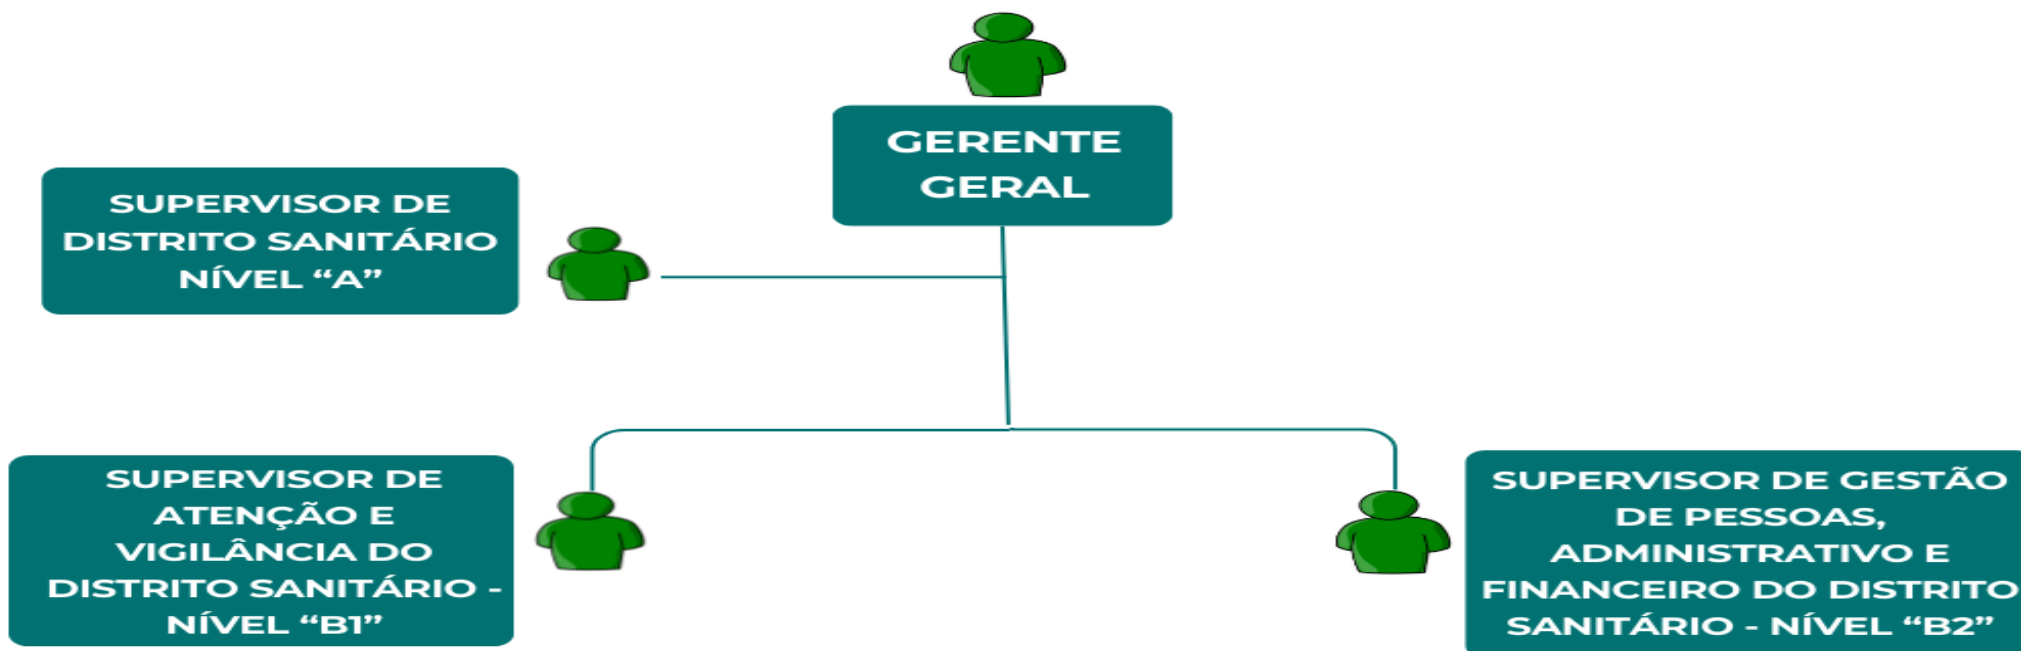 GERENTE
GERAL
SUPERVISOR DE
DISTRITO SANITÁRIO
NÍVEL “A”
SUPERVISOR DE
ATENÇÃO E
VIGILÂNCIA DO
DISTRITO SANITÁRIO -
NÍVEL “B1”
SUPERVISOR DE GESTÃO
DE PESSOAS,
ADMINISTRATIVO E
FINANCEIRO DO DISTRITO
SANITÁRIO - NÍVEL “B2”